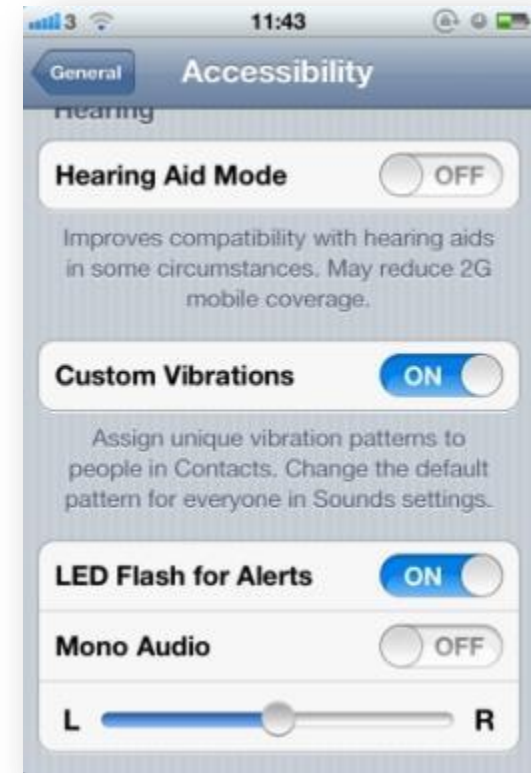 3 11:43
General Accessibility
Hearing
Hearing Aid Mode OFF
Improves compatibility with hearing aids
in some circumstances. May reduce 2G
mobile coverage.
Custom Vibrations ON
Assign unique vibration patterns to
people in Contacts. Change the default
pattern for everyone in Sounds settings.
LED Flash for Alerts ON
Mono Audio OFF
L R